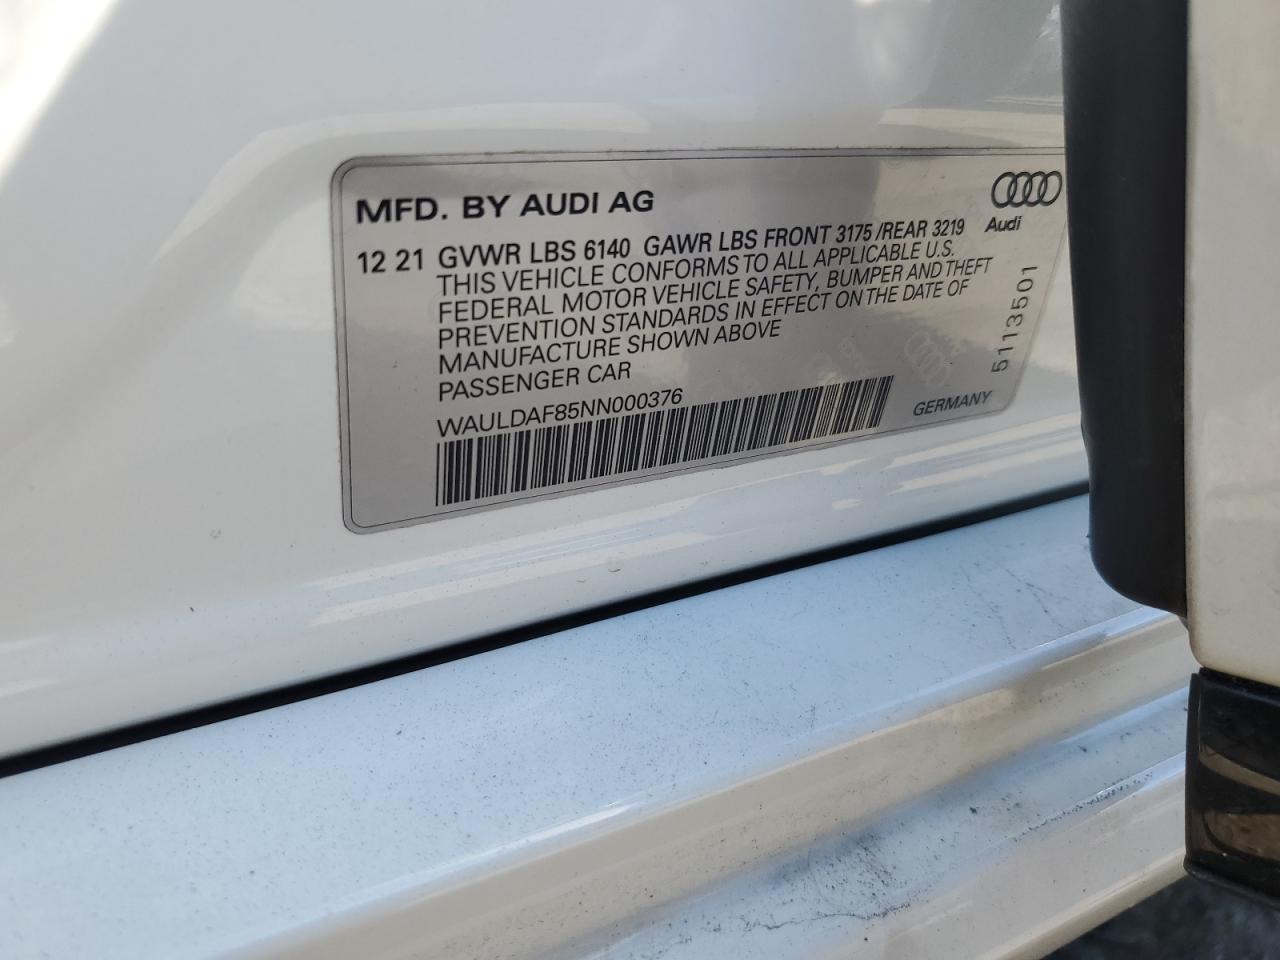 MFD. BY AUDI AG
Audi
12 21 GVWR LBS 6140 GAWR LBS FRONT 3175 /REAR 3219
THIS VEHICLE CONFORMS TO ALL APPLICABLE U.S.
FEDERAL MOTOR VEHICLE SAFETY, BUMPER AND THEFT
PREVENTION STANDARDS IN EFFECT ON THE DATE OF
MANUFACTURE SHOWN ABOVE
PASSENGER CAR
WAULDAF85NN000376
GERMANY
5113501